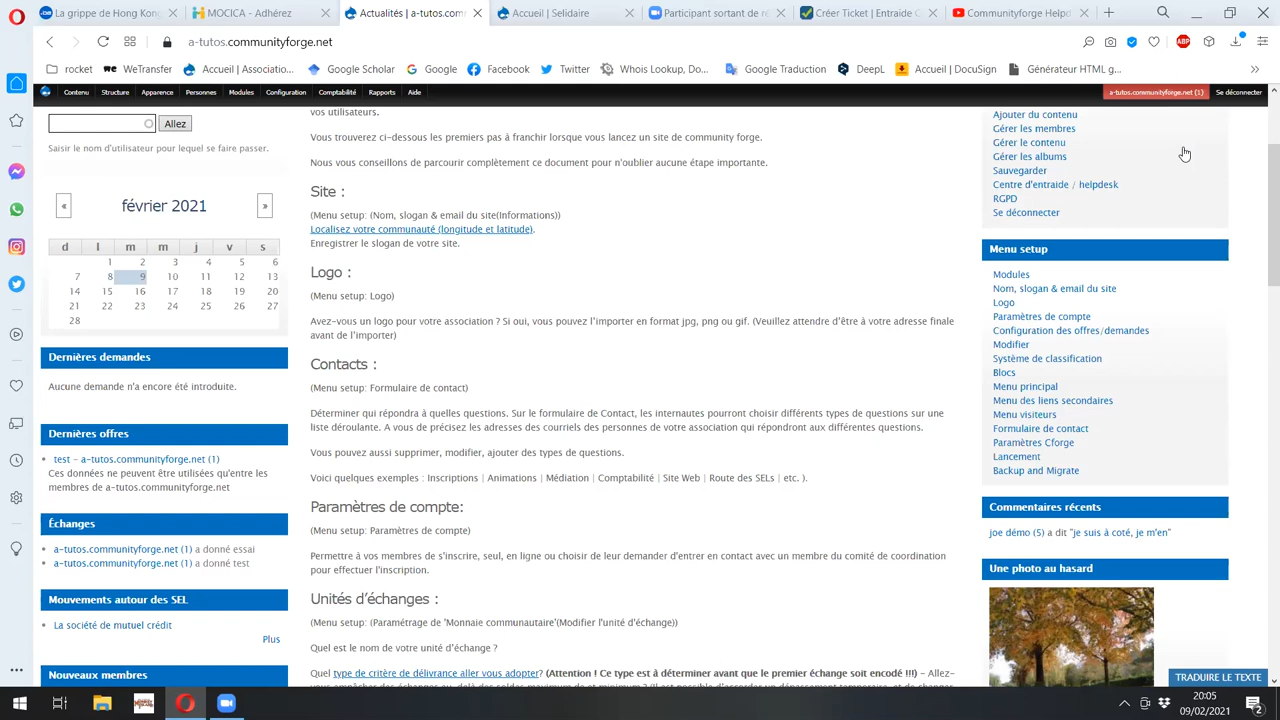 La grippe de Hong Kong
MOCICA - Adhérez
Actualités | a-tutos.com
Accueil | Selidaire
Participant sortant de ré
Créer Ticket | Entraide C
Communityforge Helpd
a-tutos.communityforge.net
rocket
WeTransfer
Accueil | Associatio...
Google Scholar
Google
Facebook
Twitter
Whois Lookup, Do...
Google Traduction
DeepL
Accueil | DocuSign
Générateur HTML g...
Contenu Structure Apparence Personnes Modules Configuration Comptabilité Rapports Aide
a-tutos.communityforge.net (1) Se déconnecter
Allez
Saisir le nom d'utilisateur pour lequel se faire passer.
« février 2021 »
d l m m j v s
1 2 3 4 5 6
7 8 9 10 11 12 13
14 15 16 17 18 19 20
21 22 23 24 25 26 27
28
Dernières demandes
Aucune demande n'a encore été introduite.
Dernières offres
test - a-tutos.communityforge.net (1)
Ces données ne peuvent être utilisées qu'entre les
membres de a-tutos.communityforge.net
Échanges
a-tutos.communityforge.net (1) a donné essai
a-tutos.communityforge.net (1) a donné test
Mouvements autour des SEL
La société de mutuel crédit
Plus
Nouveaux membres
vos utilisateurs.
Vous trouverez ci-dessous les premiers pas à franchir lorsque vous lancez un site de community forge.
Nous vous conseillons de parcourir complètement ce document pour n'oublier aucune étape importante.
Site :
(Menu setup: (Nom, slogan & email du site(Informations))
Localisez votre communauté (longitude et latitude).
Enregistrer le slogan de votre site.
Logo :
(Menu setup: Logo)
Avez-vous un logo pour votre association ? Si oui, vous pouvez l'importer en format jpg, png ou gif. (Veuillez attendre d'être à votre adresse finale
avant de l'importer)
Contacts :
(Menu setup: Formulaire de contact)
Déterminer qui répondra à quelles questions. Sur le formulaire de Contact, les internautes pourront choisir différents types de questions sur une
liste déroulante. A vous de précisez les adresses des courriels des personnes de votre association qui répondront aux différentes questions.
Vous pouvez aussi supprimer, modifier, ajouter des types de questions.
Voici quelques exemples : Inscriptions | Animations | Médiation | Comptabilité | Site Web | Route des SELs | etc. ).
Paramètres de compte:
(Menu setup: Paramètres de compte)
Permettre à vos membres de s'inscrire, seul, en ligne ou choisir de leur demander d'entrer en contact avec un membre du comité de coordination
pour effectuer l'inscription.
Unités d'échanges :
(Menu setup: (Paramétrage de 'Monnaie communautaire'(Modifier l'unité d'échange))
Quel est le nom de votre unité d'échange ?
Quel type de critère de délivrance aller vous adopter? (Attention ! Ce type est à déterminer avant que le premier échange soit encodé !!!) - Allez-
Ajouter du contenu
Gérer les membres
Gérer le contenu
Gérer les albums
Sauvegarder
Centre d'entraide / helpdesk
RGPD
Se déconnecter
Menu setup
Modules
Nom, slogan & email du site
Logo
Paramètres de compte
Configuration des offres/demandes
Modifier
Système de classification
Blocs
Menu principal
Menu des liens secondaires
Menu visiteurs
Formulaire de contact
Paramètres Cforge
Lancement
Backup and Migrate
Commentaires récents
joe démo (5) a dit "je suis à coté, je m'en"
Une photo au hasard
TRADUIRE LE TEXTE
20:05
09/02/2021
2